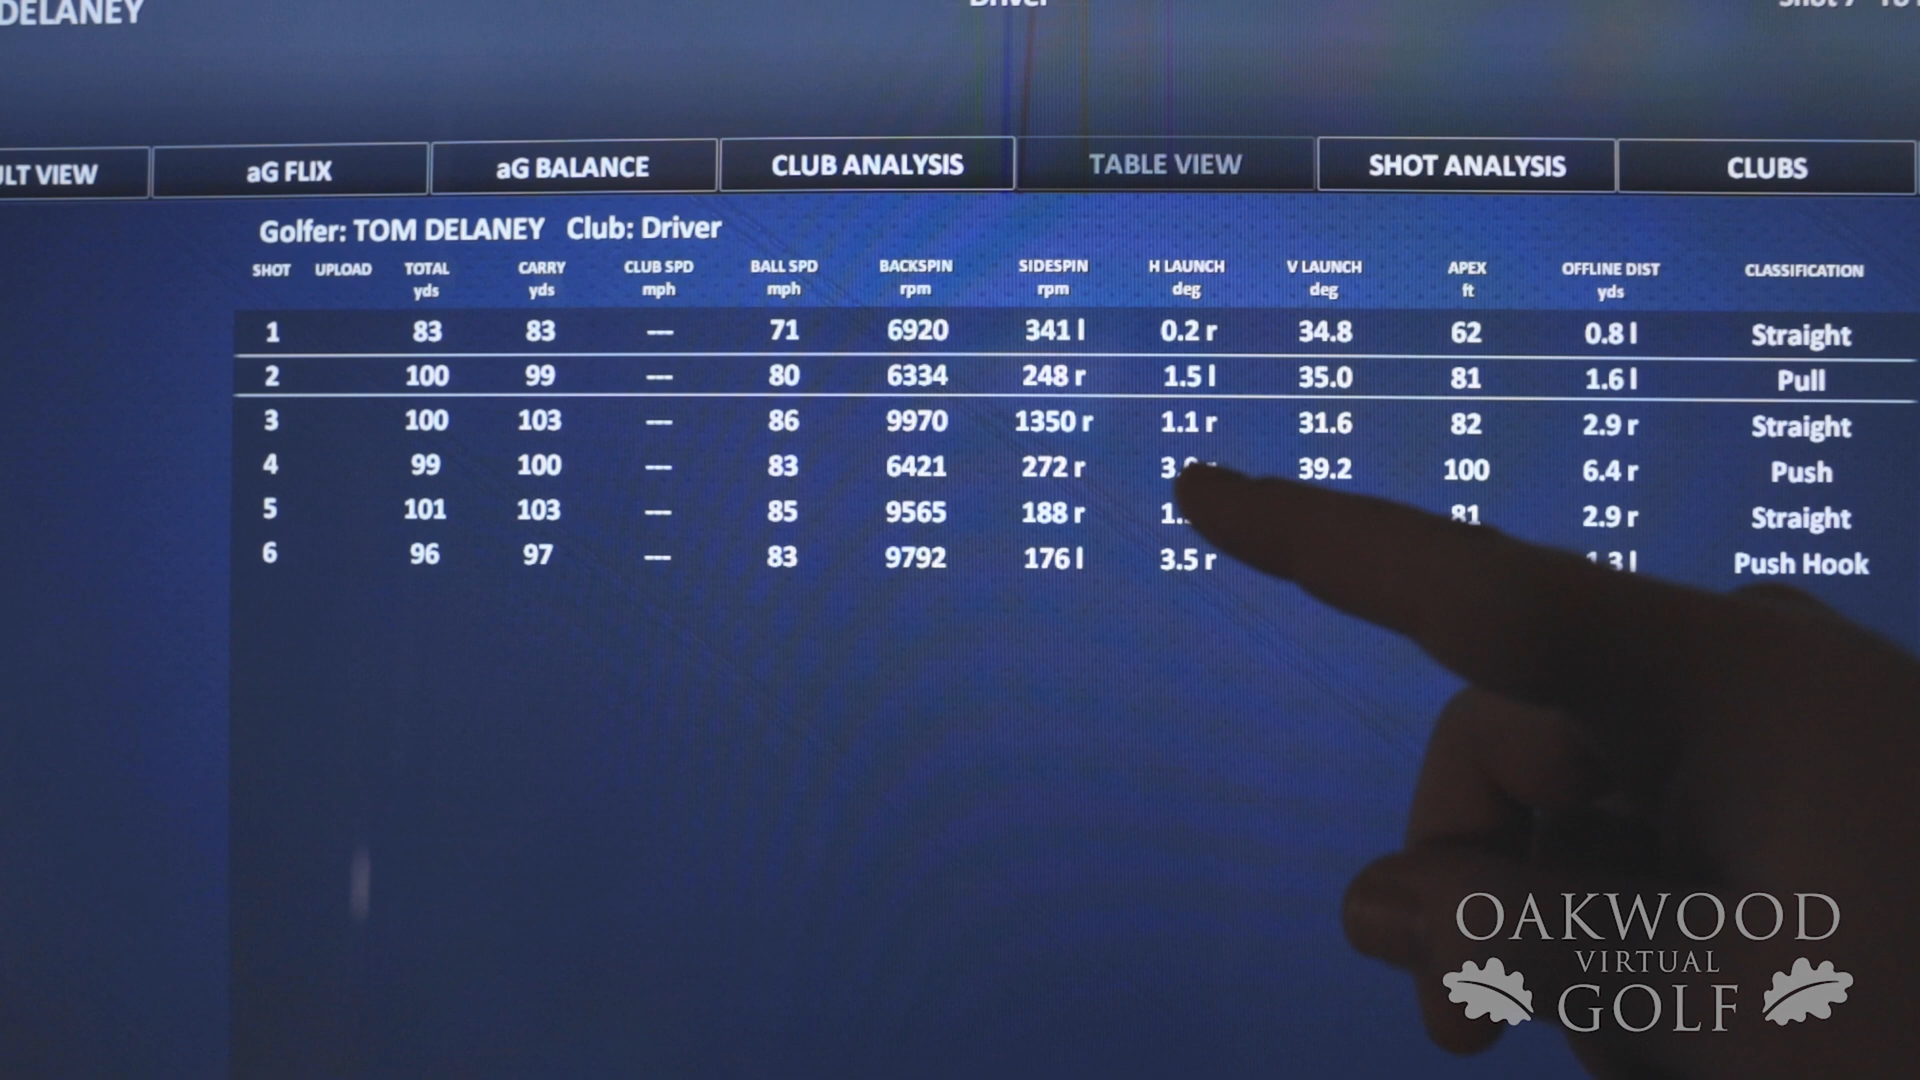 DELANEY Driver
VIEW aG FLIX aG BALANCE CLUB ANALYSIS TABLE VIEW SHOT ANALYSIS CLUBS
Golfer: TOM DELANEY Club: Driver
SHOT UPLOAD TOTAL CARRY CLUB SPD BALL SPD BACKSPIN SIDESPIN H LAUNCH V LAUNCH APEX OFFLINE DIST CLASSIFICATION
yds yds mph mph rpm rpm deg deg ft yds
1 83 83 --- 71 6920 341 l 0.2 r 34.8 62 0.8 l Straight
2 100 99 --- 80 6334 248 r 1.5 l 35.0 81 1.6 l Pull
3 100 103 --- 86 9970 1350 r 1.1 r 31.6 82 2.9 r Straight
4 99 100 --- 83 6421 272 r 39.2 100 6.4 r Push
5 101 103 --- 85 9565 188 r 81 2.9 r Straight
6 96 97 --- 83 9792 176 l 3.5 r Push Hook
OAKWOOD
VIRTUAL
GOLF